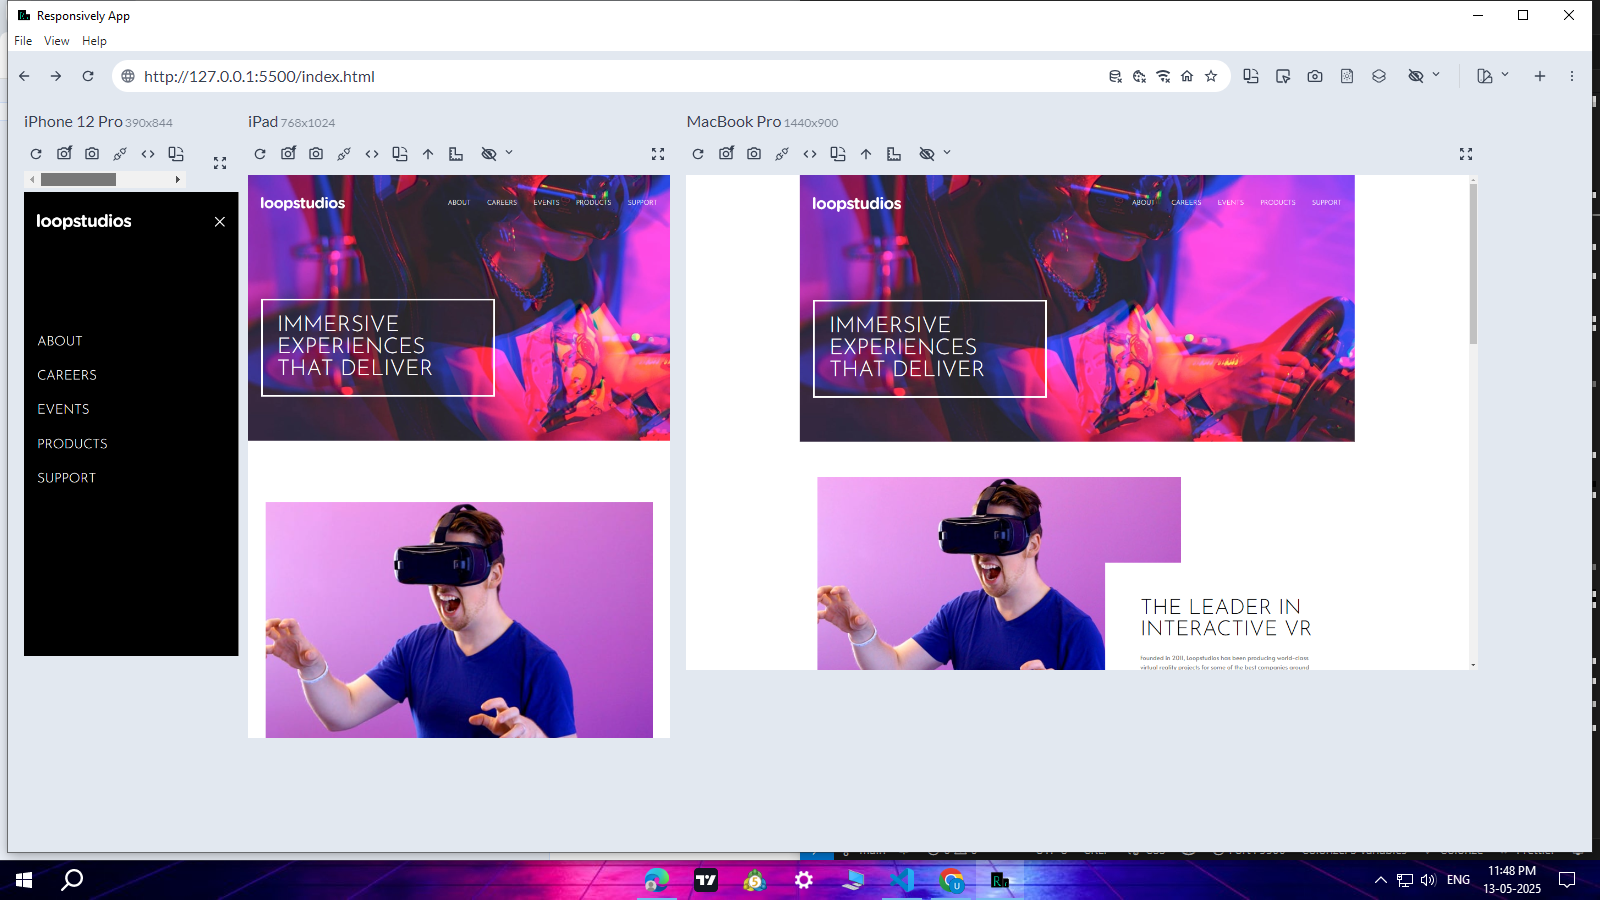 Responsively App
File View Help
http://127.0.0.1:5500/index.html
iPhone 12 Pro 390x844
iPad 768x1024
MacBook Pro 1440x900
loopstudios
ABOUT
CAREERS
EVENTS
PRODUCTS
SUPPORT
loopstudios
ABOUT CAREERS EVENTS PRODUCTS SUPPORT
IMMERSIVE
EXPERIENCES
THAT DELIVER
loopstudios
ABOUT CAREERS EVENTS PRODUCTS SUPPORT
IMMERSIVE
EXPERIENCES
THAT DELIVER
THE LEADER IN
INTERACTIVE VR
Founded in 2011, Loopstudios has been producing world-class
virtual reality projects for some of the best companies around
ENG
11:48 PM
13-05-2025